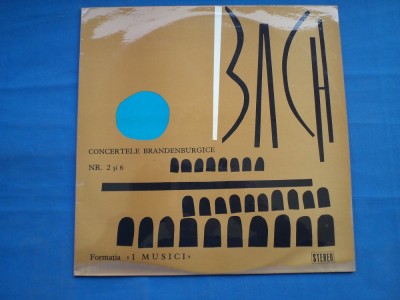 BACH
CONCERTELE BRANDENBURGICE
NR. 2 și 6
Formația »I MUSICI«
STEREO